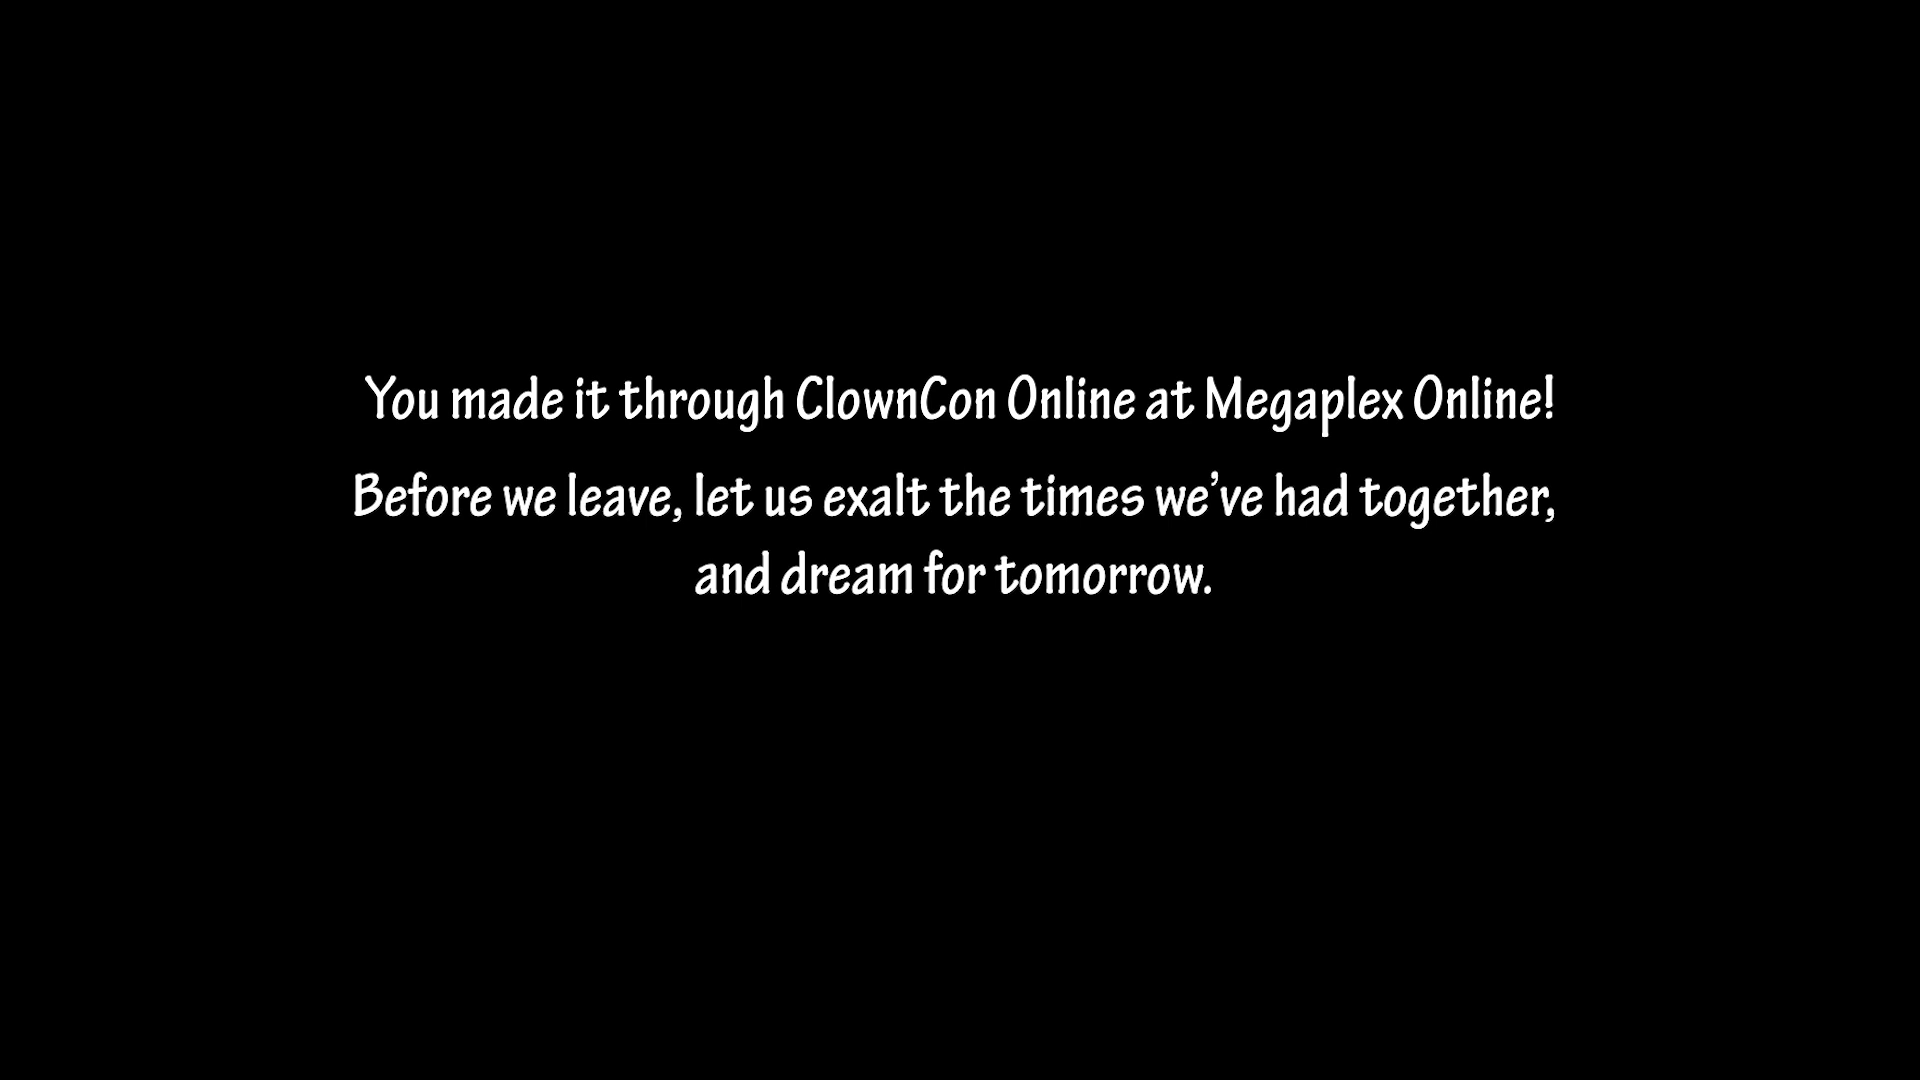 You made it through ClownCon Online at Megaplex Online!
Before we leave, let us exalt the times we’ve had together,
and dream for tomorrow.